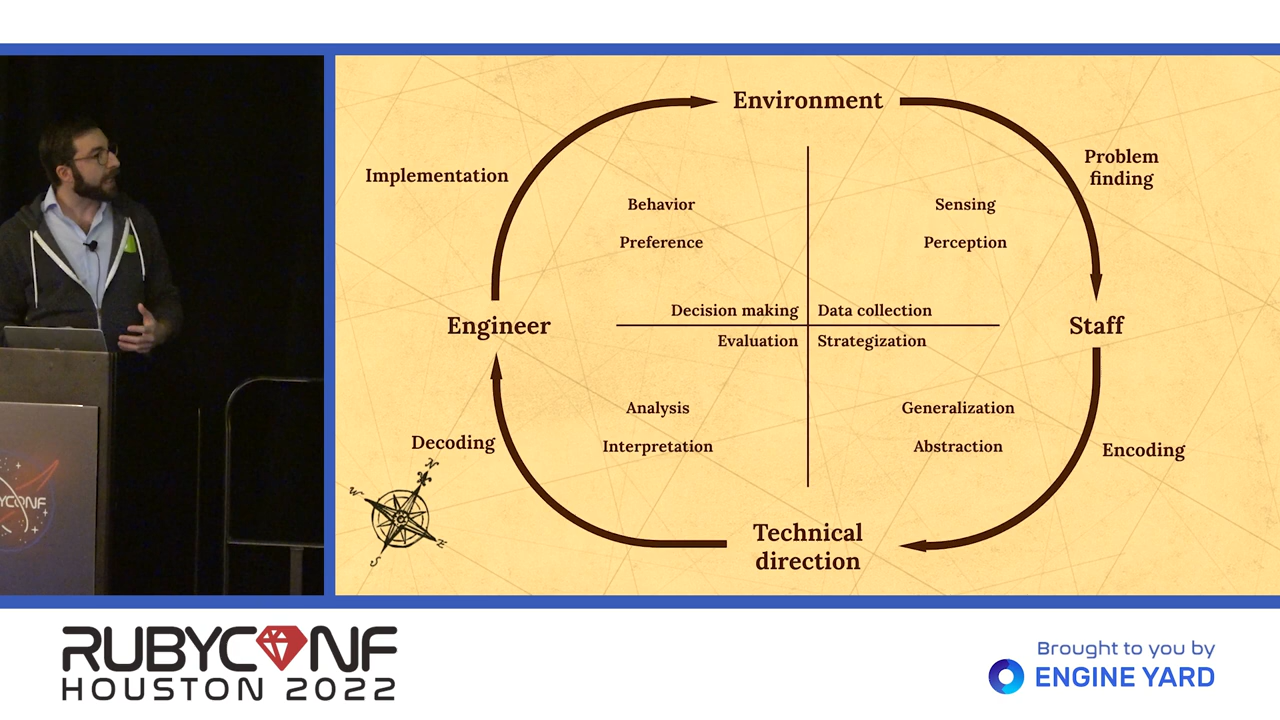 Environment
Problem
finding
Implementation
Behavior
Sensing
Preference
Perception
Decision making
Data collection
Engineer
Staff
Evaluation
Strategization
Analysis
Generalization
Decoding
Interpretation
Abstraction
Encoding
N
W
E
S
Technical
direction
YCONF
RUBYCONF
HOUSTON 2022
Brought to you by
ENGINE YARD